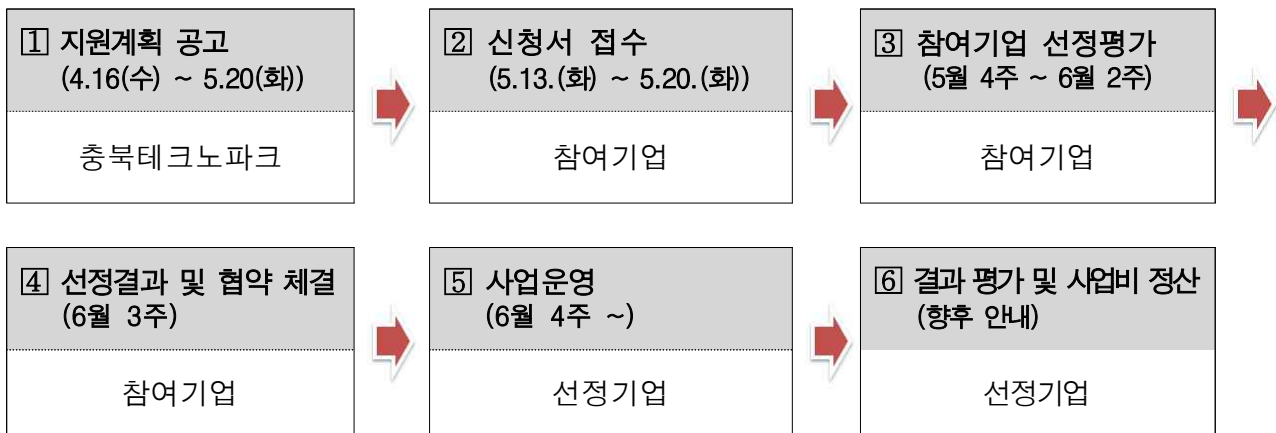 1 지원계획 공고
(4.16(수) ~ 5.20(화))
충북테크노파크
2 신청서 접수
(5.13.(화) ~ 5.20.(화))
참여기업
3 참여기업 선정평가
(5월 4주 ~ 6월 2주)
참여기업
4 선정결과 및 협약 체결
(6월 3주)
참여기업
5 사업운영
(6월 4주 ~)
선정기업
6 결과 평가 및 사업비 정산
(향후 안내)
선정기업